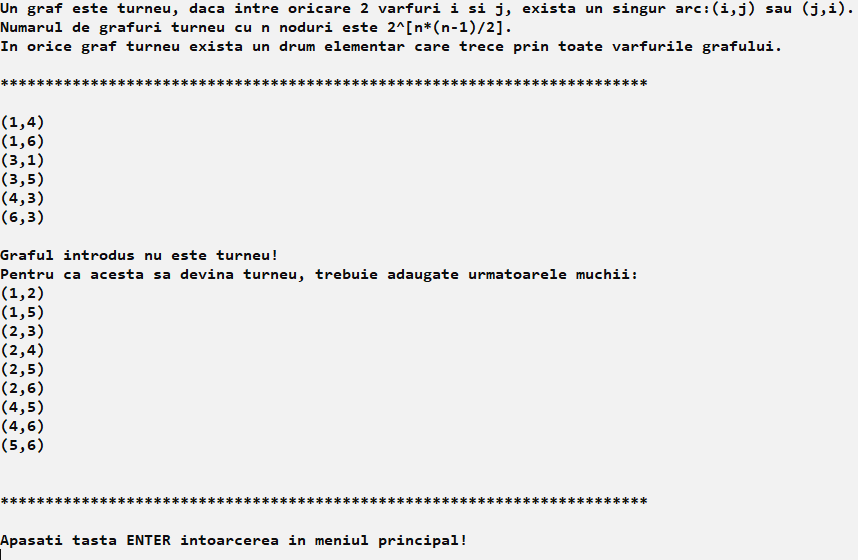 Un graf este turneu, daca intre oricare 2 varfuri i si j, exista un singur arc:(i,j) sau (j,i).
Numarul de grafuri turneu cu n noduri este 2^[n*(n-1)/2].
In orice graf turneu exista un drum elementar care trece prin toate varfurile grafului.
************************************************************************
(1,4)
(1,6)
(3,1)
(3,5)
(4,3)
(6,3)
Graful introdus nu este turneu!
Pentru ca acesta sa devina turneu, trebuie adaugate urmatoarele muchii:
(1,2)
(1,5)
(2,3)
(2,4)
(2,5)
(2,6)
(4,5)
(4,6)
(5,6)
************************************************************************
Apasati tasta ENTER intoarcerea in meniul principal!